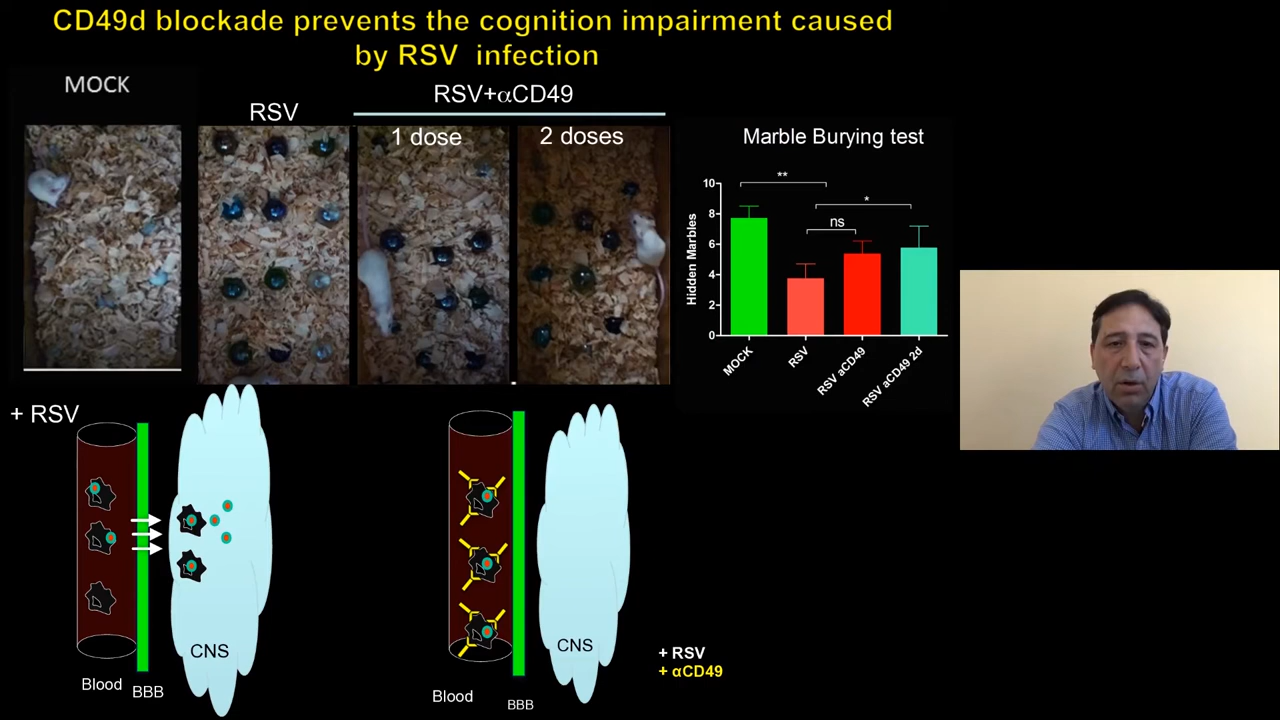 CD49d blockade prevents the cognition impairment caused
by RSV infection
MOCK
RSV
RSV+αCD49
1 dose
2 doses
Marble Burying test
**
*
ns
Hidden Marbles
10
8
6
4
2
0
MOCK
RSV
RSV aCD49
RSV aCD49 2d
+ RSV
CNS
Blood
BBB
CNS
Blood
BBB
+ RSV
+ αCD49